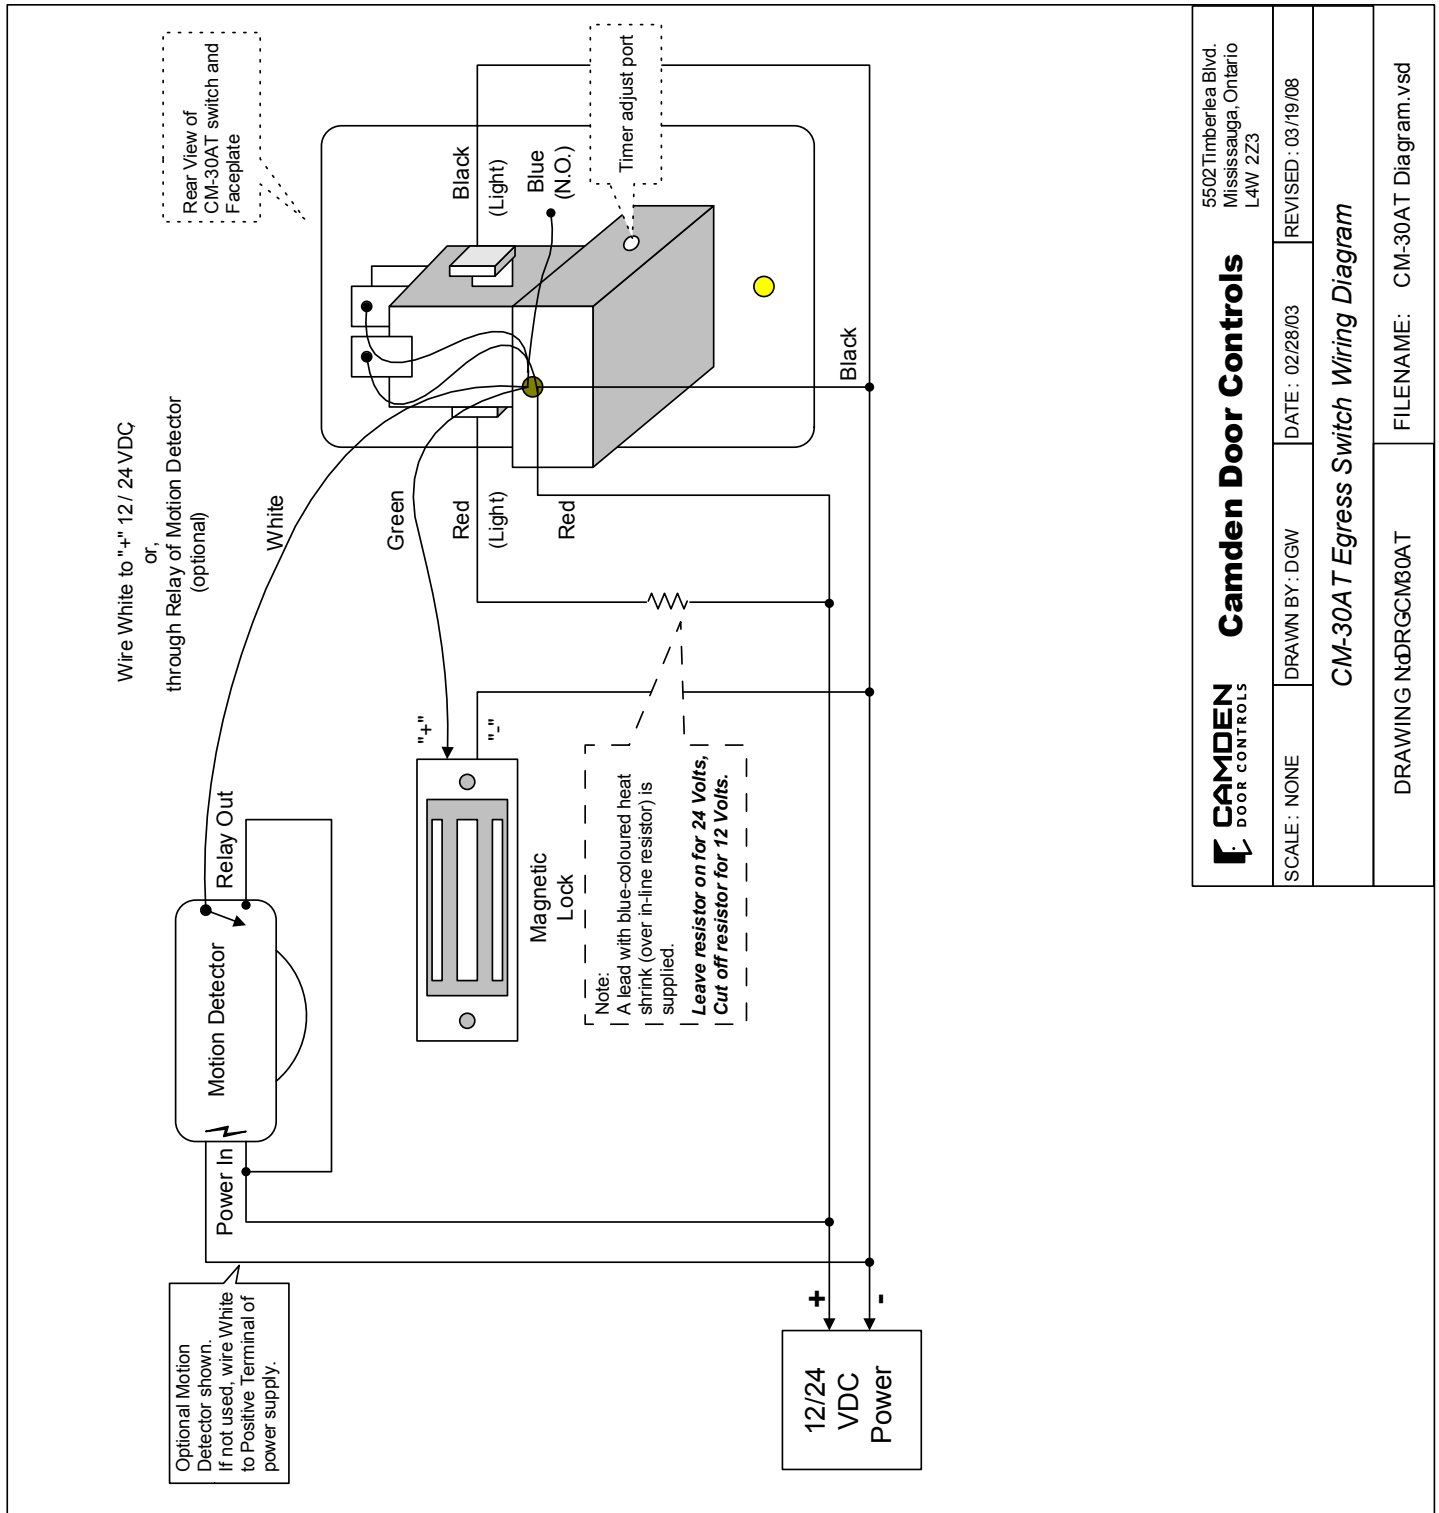 Rear View of
CM-30AT switch and
Faceplate
Timer adjust port
Black
(Light)
Blue
(N.O.)
Black
Wire White to "+" 12 / 24 VDC,
or,
through Relay of Motion Detector
(optional)
White
Green
Red
(Light)
Red
Relay Out
Motion Detector
Power In
"+"
"-"
Magnetic
Lock
Note:
A lead with blue-coloured heat
shrink (over in-line resistor) is
supplied.
Leave resistor on for 24 Volts,
Cut off resistor for 12 Volts.
Optional Motion
Detector shown.
If not used, wire White
to Positive Terminal of
power supply.
+
-
12/24
VDC
Power
CAMDEN
DOOR CONTROLS
Camden Door Controls
5502 Timberlea Blvd.
Mississauga, Ontario
L4W 2Z3
SCALE: NONE
DRAWN BY: DGW
DATE: 02/28/03
REVISED: 03/19/08
CM-30AT Egress Switch Wiring Diagram
DRAWING No DRGCM30AT
FILENAME: CM-30AT Diagram.vsd